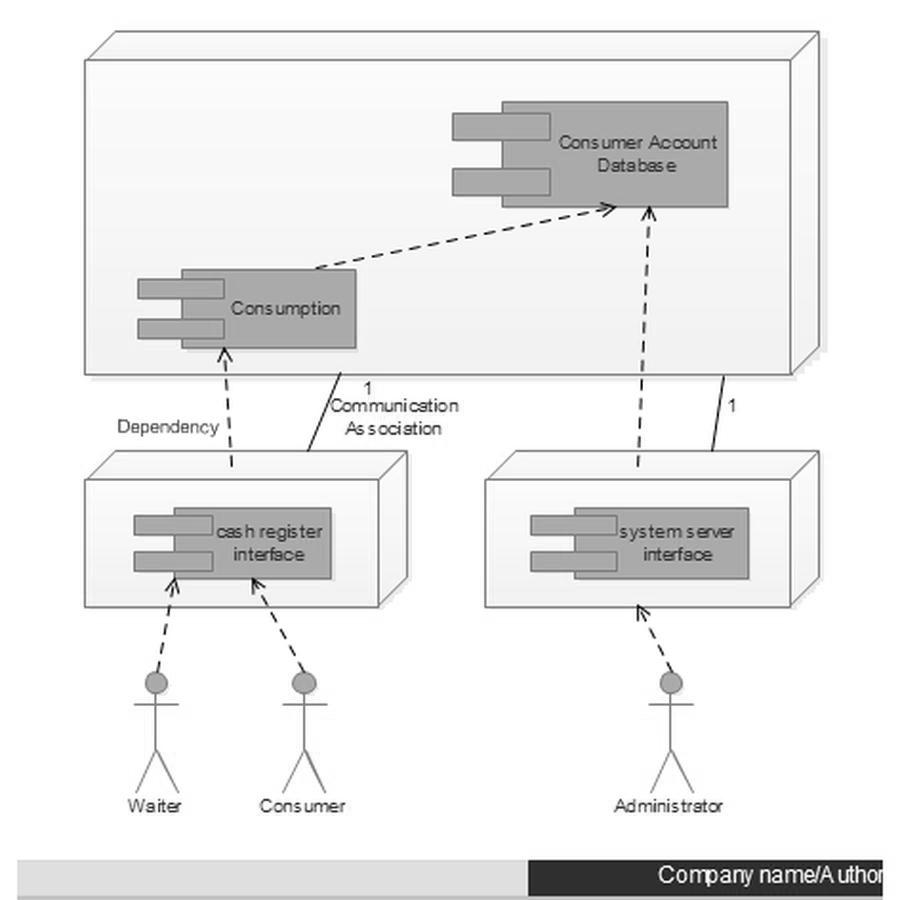 Consumer Account
Database
Consumption
1
Communication
Association
Dependency
1
cash register
interface
system server
interface
Waiter
Consumer
Administrator
Company name/Author